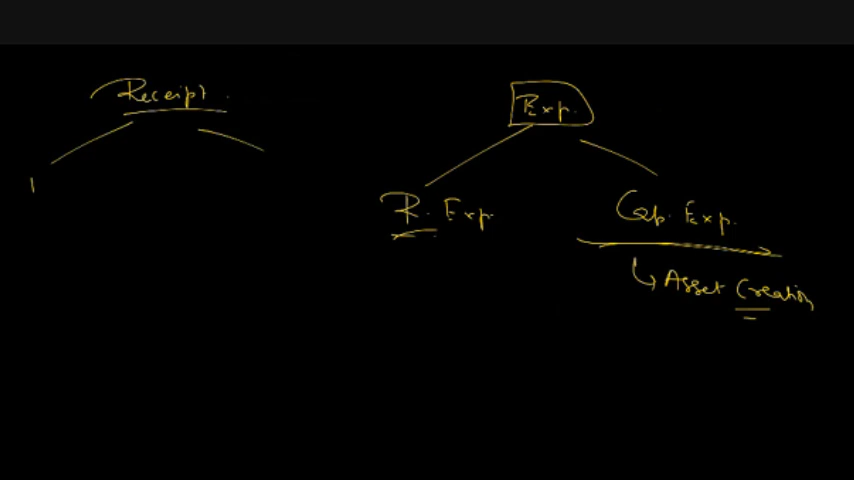 Receipt
Exp.
R. Exp.
Cap. Exp.
Asset Creation